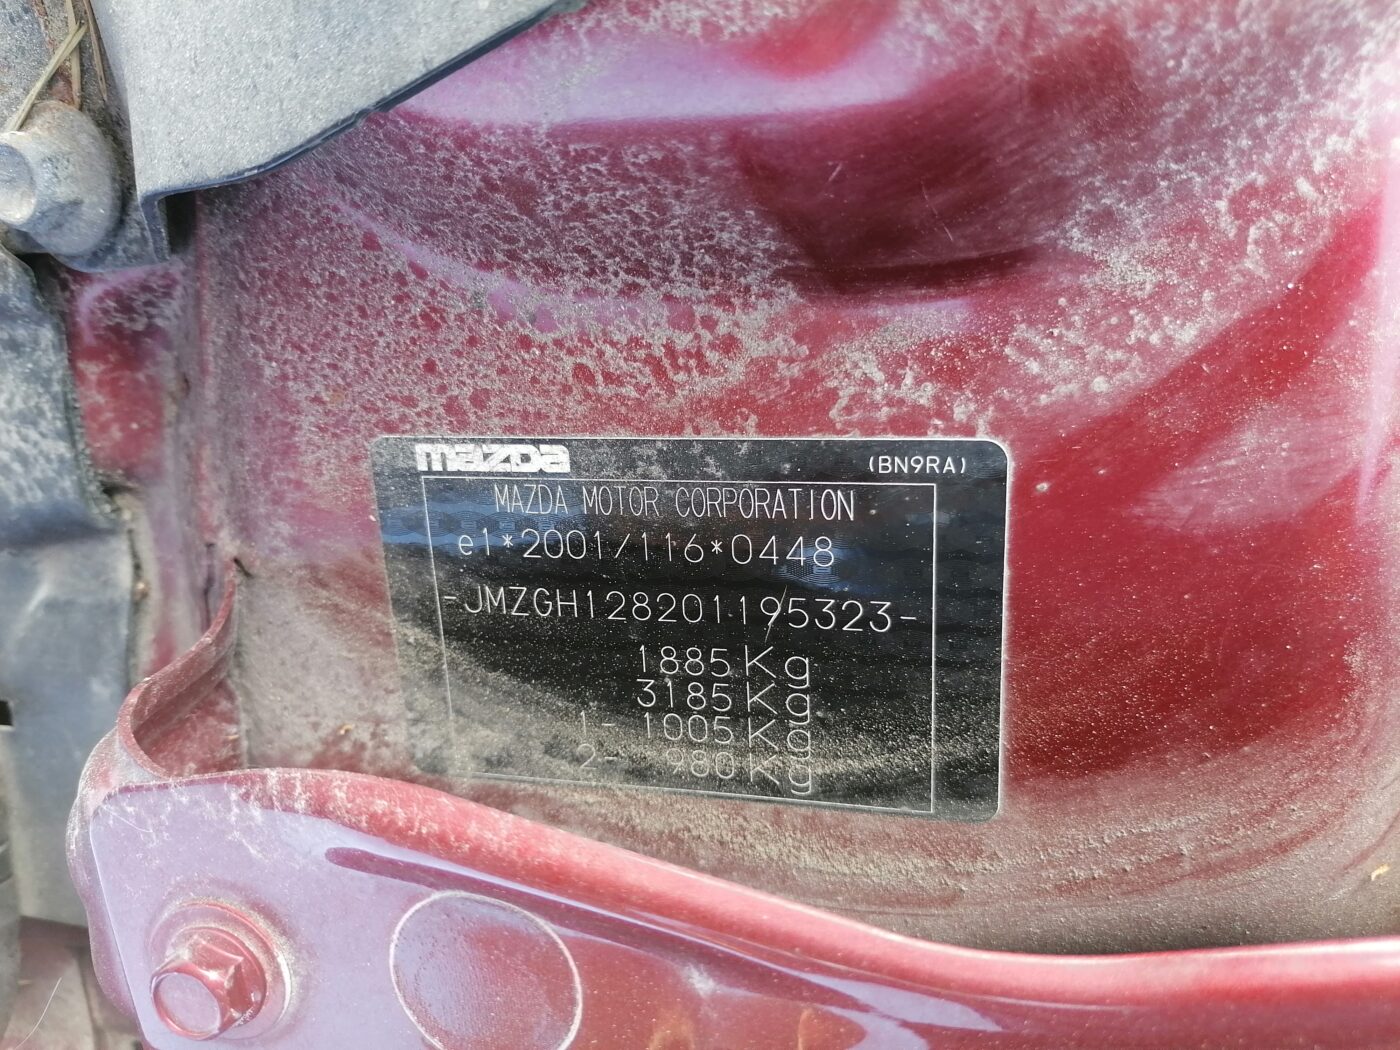 mazda
(BN9RA)
MAZDA MOTOR CORPORATION
e1*2001/116*0448
-JMZGH128201195323-
1885Kg
3185Kg
1- 1005Kg
2- 980Kg